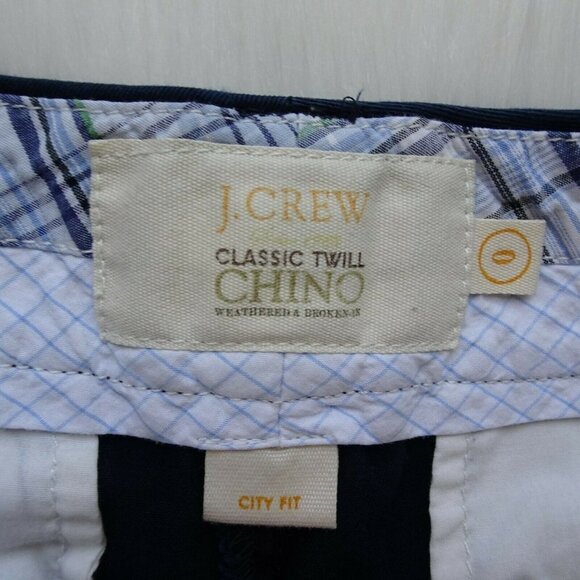 J.CREW
CLASSIC TWILL
CHINO
WEATHERED & BROKEN-IN
0
CITY FIT